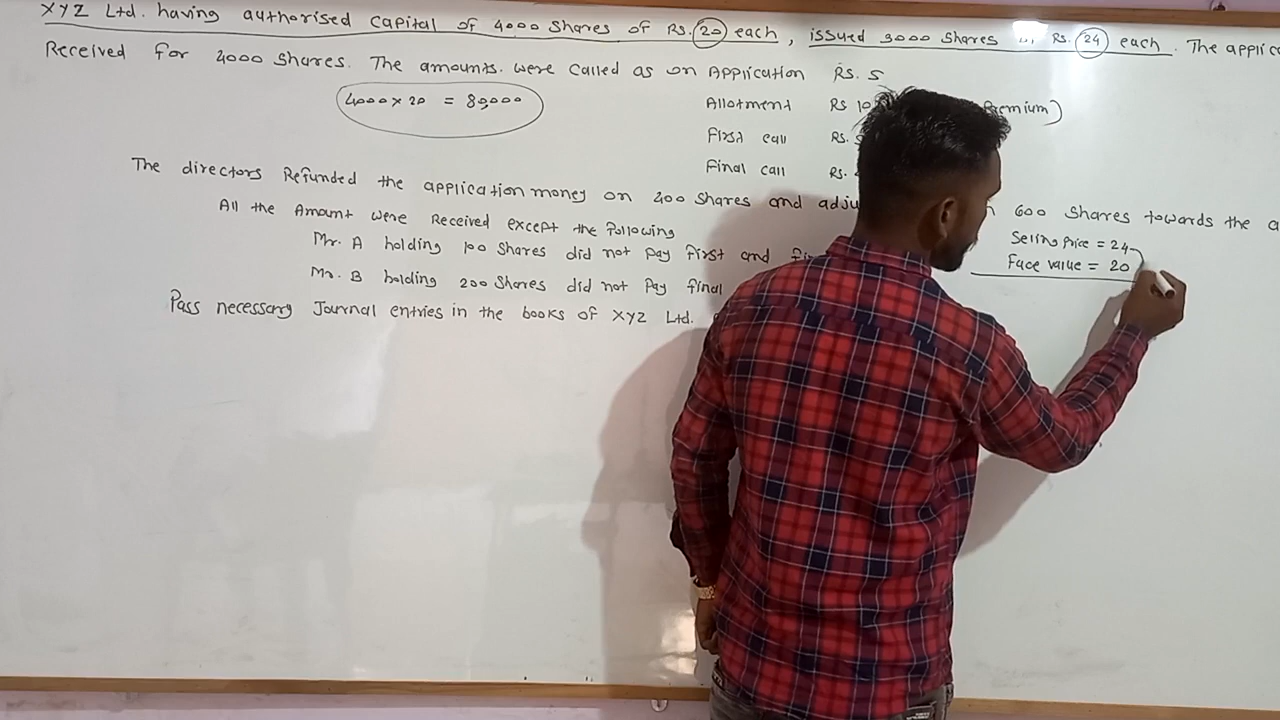 XYZ Ltd. having authorised capital of 4000 shares of Rs. 20 each, issued 3000 shares Rs. 24 each. The applic
Received for 4000 shares. The amounts were called as on Application Rs. 5
4000 x 20 = 80,000
Allotment Rs 10 Premium)
First call Rs.
Final call Rs.
The directors Refunded the application money on 400 shares and adju 600 shares towards the a
All the Amount were Received except the following
Selling Price = 24
Mr. A holding 100 shares did not pay first and fi
Face value = 20
Mr. B holding 200 shares did not pay final
Pass necessary Journal entries in the books of XYZ Ltd.